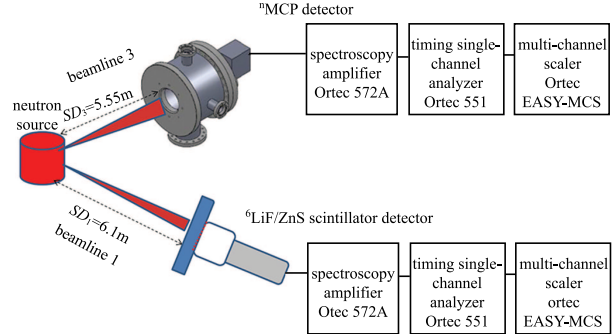 ⁿMCP detector
beamline 3
SD₃=5.55m
neutron
source
spectroscopy
amplifier
Ortec 572A
timing single-
channel
analyzer
Ortec 551
multi-channel
scaler
Ortec
EASY-MCS
SD₁=6.1m
beamline 1
⁶LiF/ZnS scintillator detector
spectroscopy
amplifier
Otec 572A
timing single-
channel
analyzer
Ortec 551
multi-channel
scaler
ortec
EASY-MCS